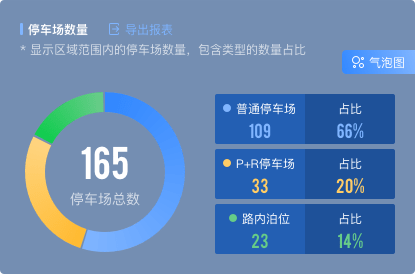 停车场数量 导出报表
* 显示区域范围内的停车场数量，包含类型的数量占比
气泡图
165
停车场总数
普通停车场 占比
109 66%
P+R停车场 占比
33 20%
路内泊位 占比
23 14%